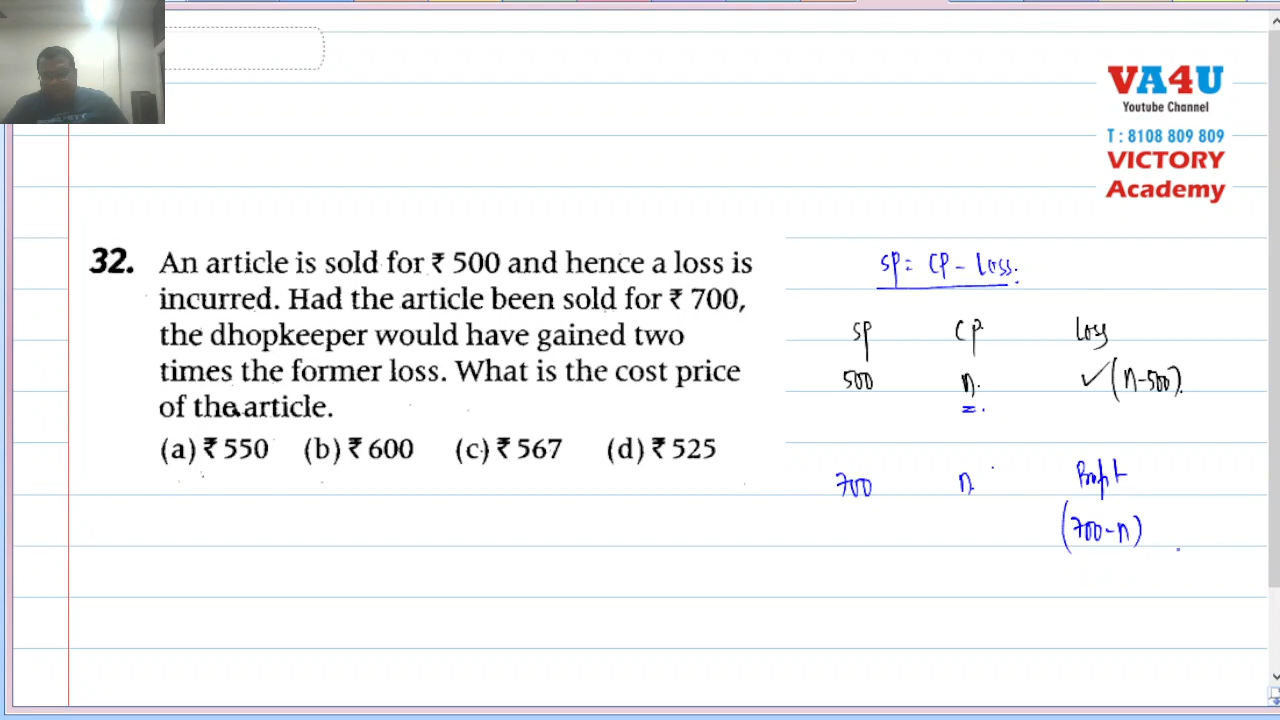 VA4U
Youtube Channel
T : 8108 809 809
VICTORY
Academy
32. An article is sold for ₹ 500 and hence a loss is
incurred. Had the article been sold for ₹ 700,
the dhopkeeper would have gained two
times the former loss. What is the cost price
of the article.
(a) ₹ 550 (b) ₹ 600 (c) ₹ 567 (d) ₹ 525
SP = CP - Loss.
SP CP Loss
500 n. ✓(n-500).
700 n Profit
(700-n)